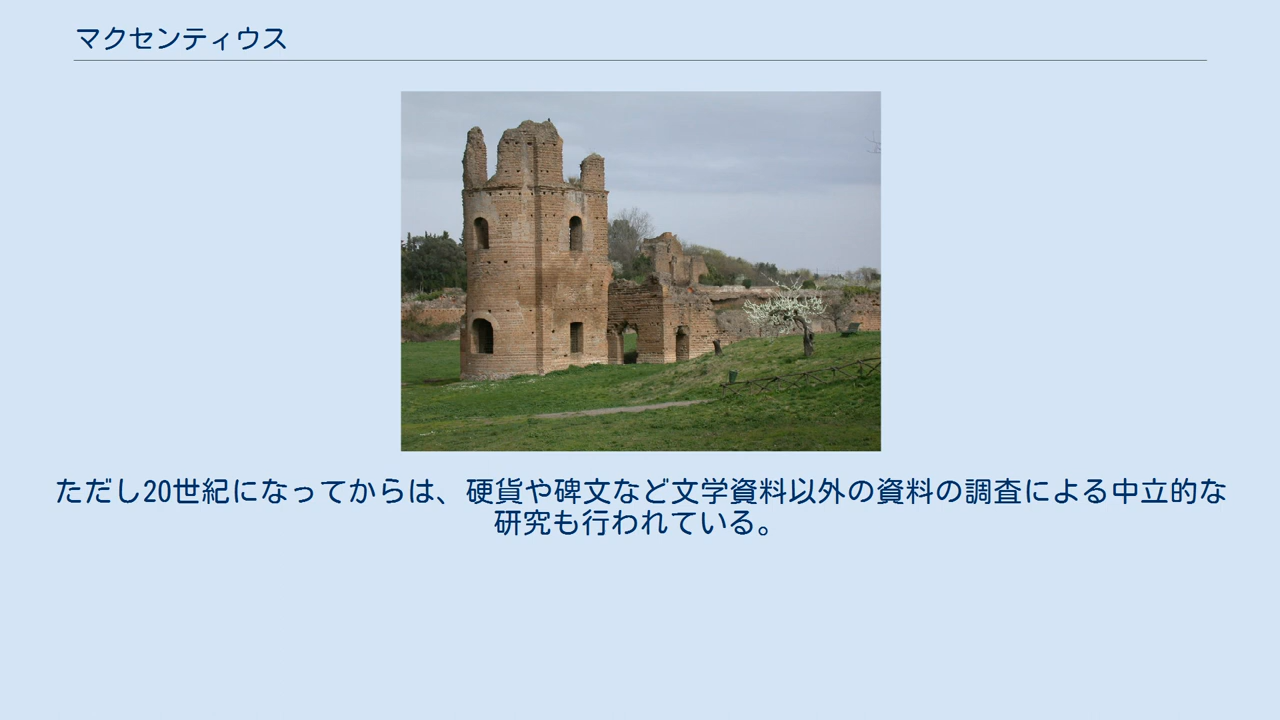 マクセンティウス
ただし20世紀になってからは、硬貨や碑文など文学資料以外の資料の調査による中立的な
研究も行われている。